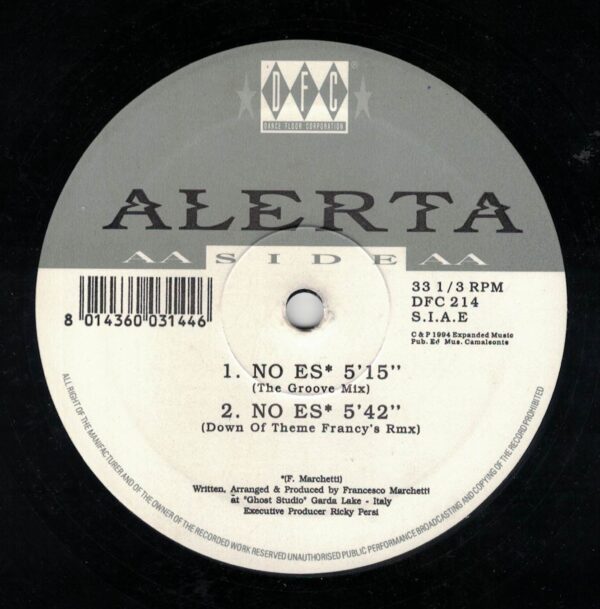 DFC
DANCE FLOOR CORPORATION
ALERTA
AA SIDE AA
33 1/3 RPM
DFC 214
S.I.A.E
8 014360 031446
C & P 1994 Expanded Music
Pub. Ed Mus. Camalsonts
1. NO ES* 5'15"
(The Groove Mix)
2. NO ES* 5'42"
(Down Of Theme Francy's Rmx)
*(F. Marchetti)
Written, Arranged & Produced by Francesco Marchetti
at "Ghost Studio" Garda Lake - Italy
Executive Producer Ricky Persi
ALL RIGHT OF THE MANIFACTURER AND OF THE OWNER OF THE RECORDED WORK RESERVED UNAUTHORISED PUBLIC PERFORMANCE BROADCASTING AND COPYING OF THE RECORD PROHIBITED